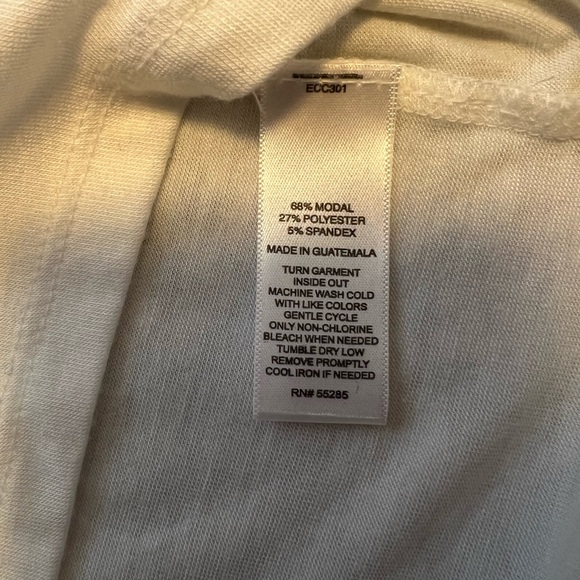 ECC301
68% MODAL
27% POLYESTER
5% SPANDEX
MADE IN GUATEMALA
TURN GARMENT
INSIDE OUT
MACHINE WASH COLD
WITH LIKE COLORS
GENTLE CYCLE
ONLY NON-CHLORINE
BLEACH WHEN NEEDED
TUMBLE DRY LOW
REMOVE PROMPTLY
COOL IRON IF NEEDED
RN# 55285